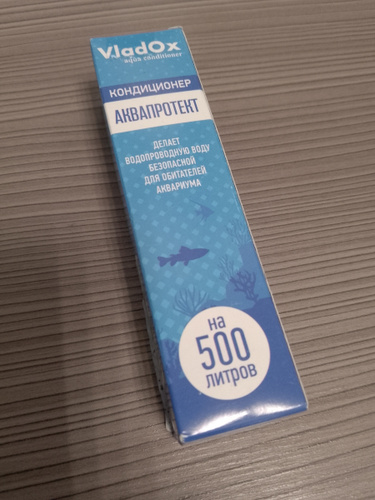 VladOx
aqua conditioner
КОНДИЦИОНЕР
АКВАПРОТЕКТ
ДЕЛАЕТ
ВОДОПРОВОДНУЮ ВОДУ
БЕЗОПАСНОЙ
ДЛЯ ОБИТАТЕЛЕЙ
АКВАРИУМА
на
500
литров